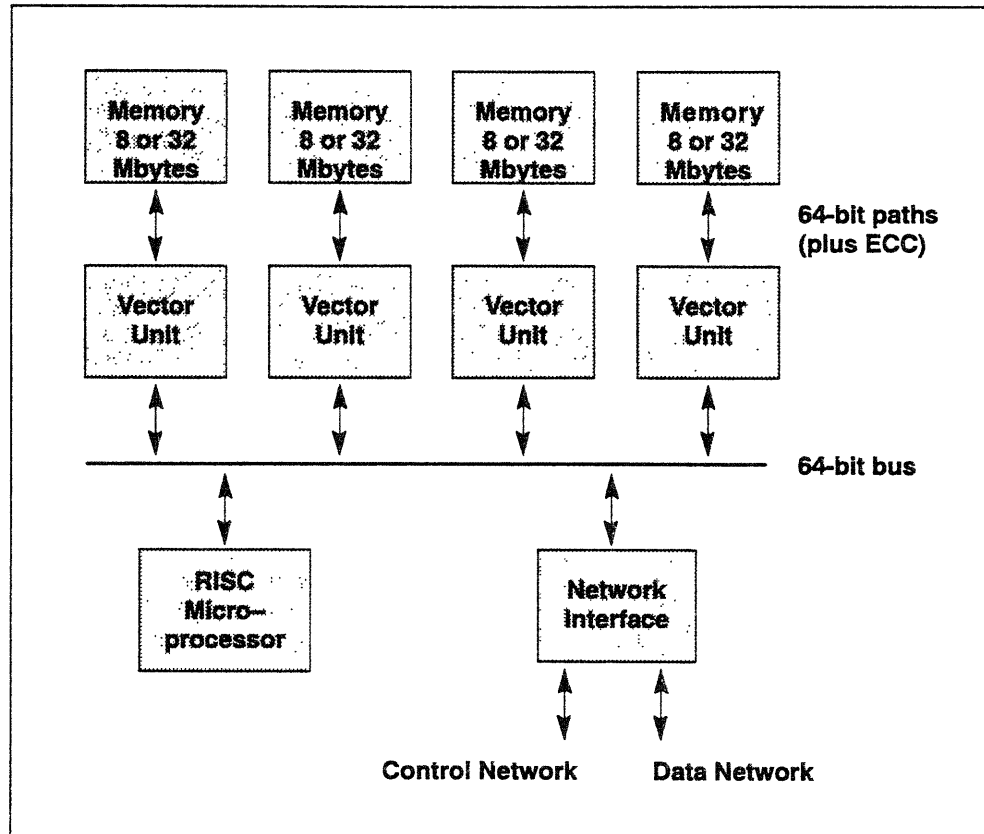 Memory
8 or 32
Mbytes
Memory
8 or 32
Mbytes
Memory
8 or 32
Mbytes
Memory
8 or 32
Mbytes
64-bit paths
(plus ECC)
Vector
Unit
Vector
Unit
Vector
Unit
Vector
Unit
64-bit bus
RISC
Micro–
processor
Network
Interface
Control Network
Data Network